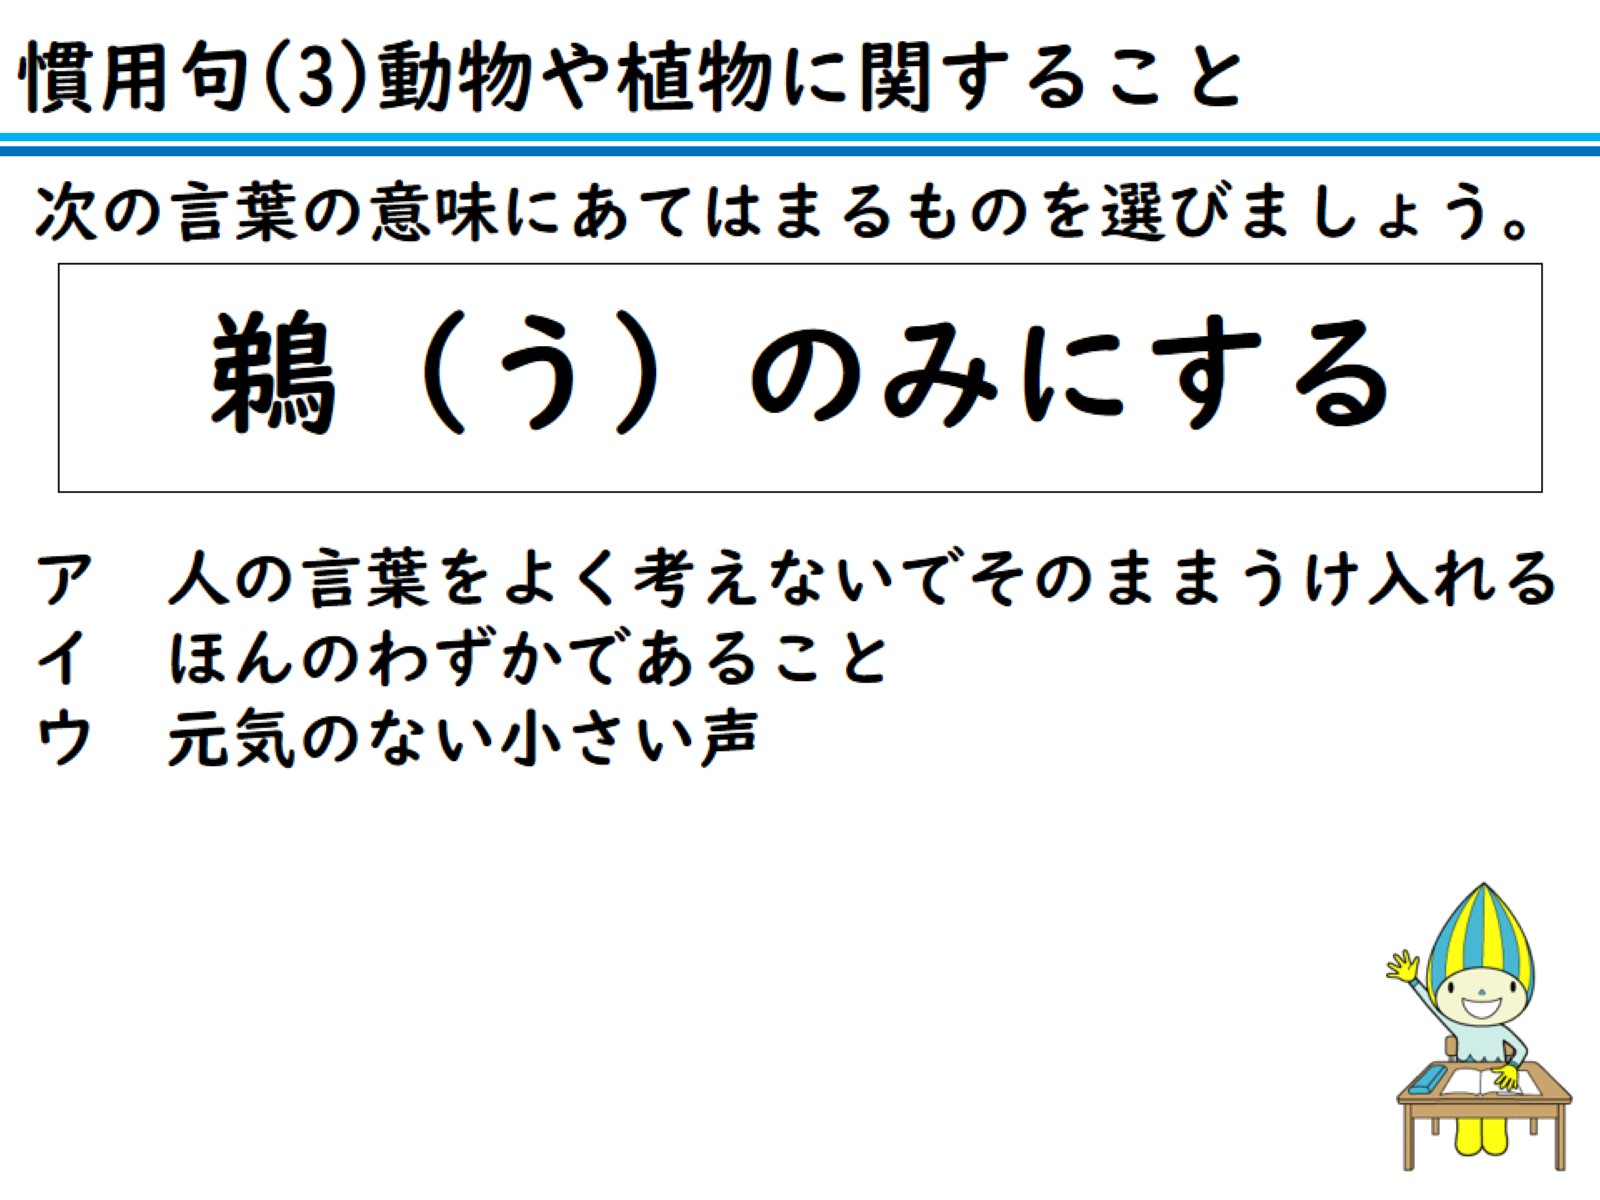 慣用句(3)動物や植物に関すること
次の言葉の意味にあてはまるものを選びましょう。
鵜（う）のみにする
ア　人の言葉をよく考えないでそのままうけ入れる
イ　ほんのわずかであること
ウ　元気のない小さい声